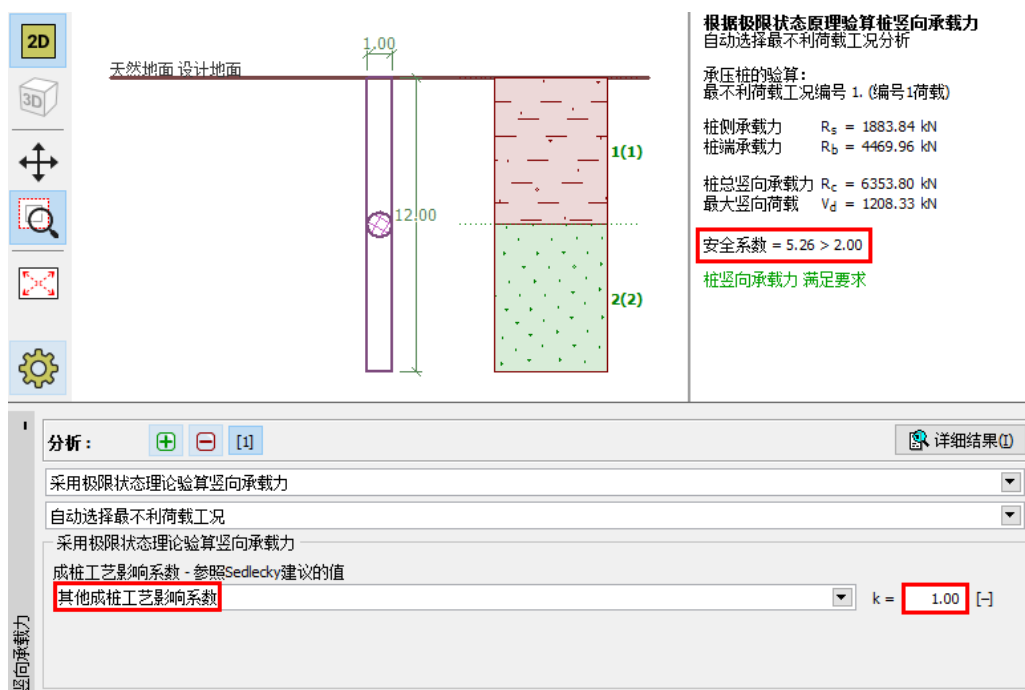 2D
3D
1.00
天然地面 设计地面
12.00
1(1)
2(2)
根据极限状态原理验算桩竖向承载力
自动选择最不利荷载工况分析
承压桩的验算：
最不利荷载工况编号 1. (编号1荷载)
桩侧承载力 Rs = 1883.84 kN
桩端承载力 Rb = 4469.96 kN
桩总竖向承载力 Rc = 6353.80 kN
最大竖向荷载 Vd = 1208.33 kN
安全系数 = 5.26 > 2.00
桩竖向承载力 满足要求
分析：
[1]
详细结果(I)
采用极限状态理论验算竖向承载力
自动选择最不利荷载工况
采用极限状态理论验算竖向承载力
成桩工艺影响系数 - 参照Sedlecky建议的值
其他成桩工艺影响系数 k = 1.00 [–]
竖向承载力